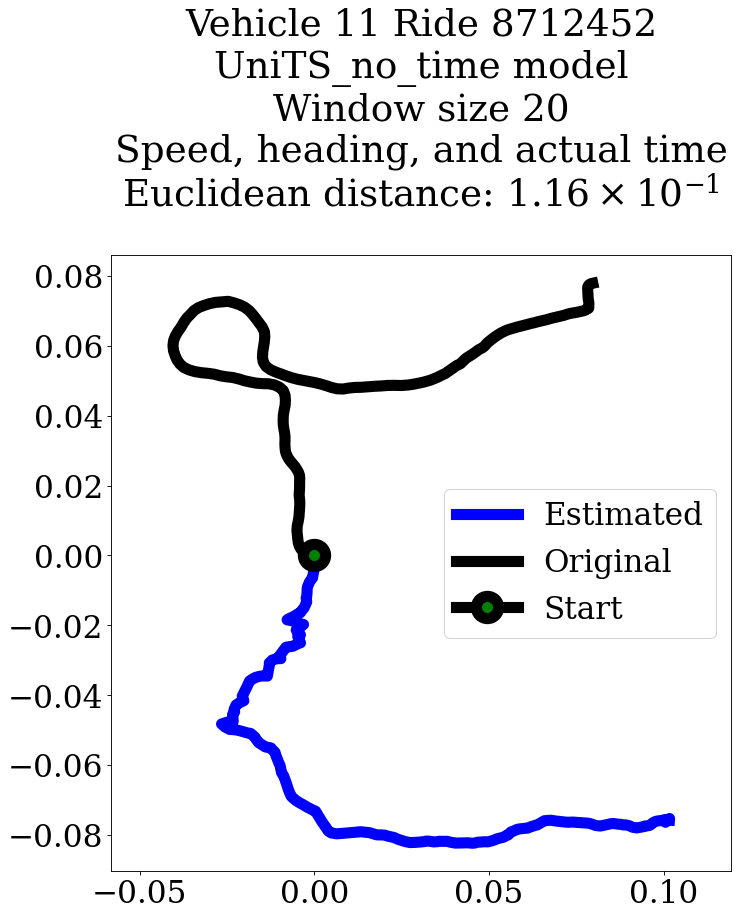 Vehicle 11 Ride 8712452
UniTS_no_time model
Window size 20
Speed, heading, and actual time
Euclidean distance: 1.16 × 10⁻¹
0.08
0.06
0.04
0.02
0.00
−0.02
−0.04
−0.06
−0.08
Estimated
Original
Start
−0.05
0.00
0.05
0.10